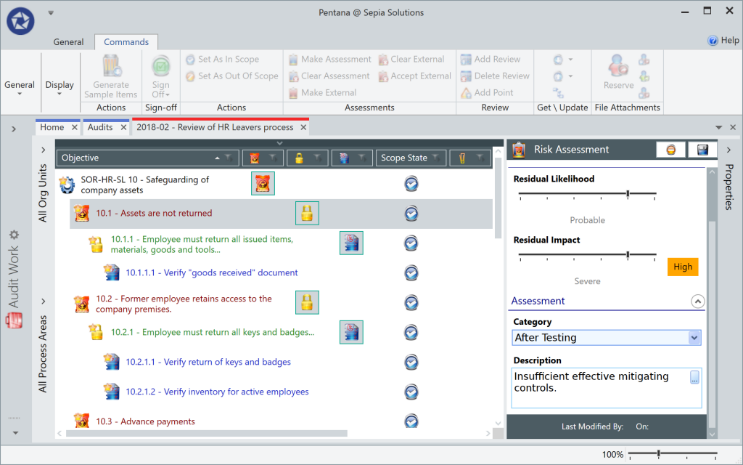 Pentana @ Sepia Solutions
General
Commands
Help
General
Display
Generate
Sample Items
Actions
Sign
Off
Sign-off
Set As In Scope
Set As Out Of Scope
Actions
Make Assessment
Clear Assessment
Make External
Clear External
Accept External
Assessments
Add Review
Delete Review
Add Point
Review
Get \ Update
Reserve
File Attachments
Home
Audits
2018-02 - Review of HR Leavers process
Audit Work
All Org Units
All Process Areas
Objective
Scope State
SOR-HR-SL 10 - Safeguarding of
company assets
10.1 - Assets are not returned
10.1.1 - Employee must return all issued items,
materials, goods and tools...
10.1.1.1 - Verify "goods received" document
10.2 - Former employee retains access to the
company premises.
10.2.1 - Employee must return all keys and badges...
10.2.1.1 - Verify return of keys and badges
10.2.1.2 - Verify inventory for active employees
10.3 - Advance payments
Risk Assessment
Residual Likelihood
Probable
Residual Impact
High
Severe
Assessment
Category
After Testing
Description
Insufficient effective mitigating
controls.
Last Modified By: On:
Properties
100%